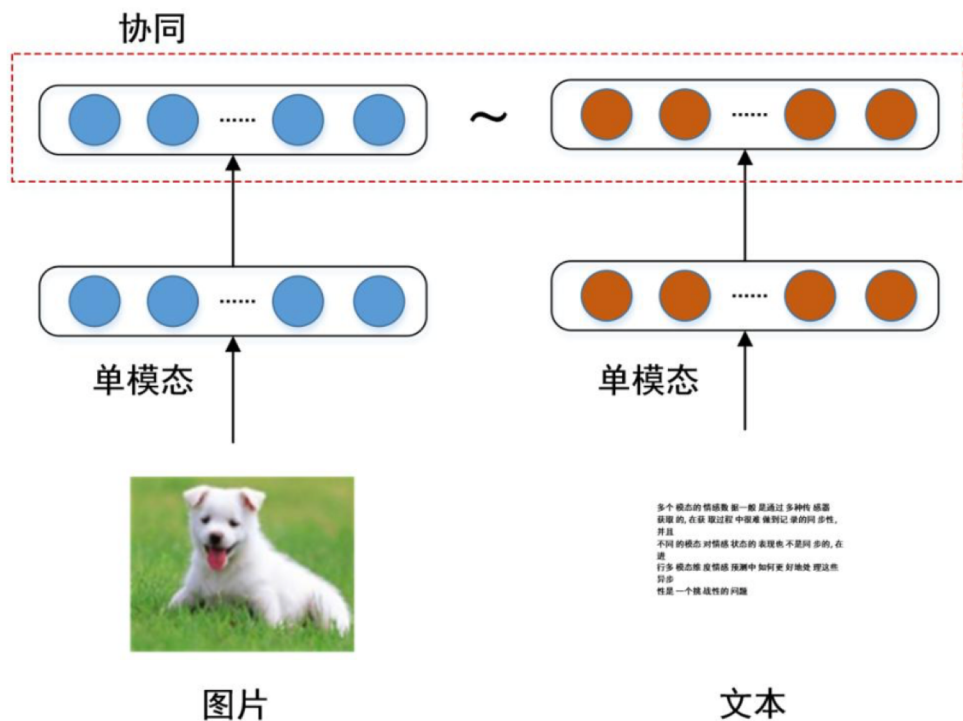 协同
······
～
······
······
······
单模态
单模态
多个模态的情感数据一般是通过多种传感器
获取的,在获取过程中很难做到记录的同步性,
并且
不同的模态对情感状态的表现也不是同步的,在
进
行多模态维度情感预测中如何更好地处理这些
异步
性是一个挑战性的问题
图片
文本